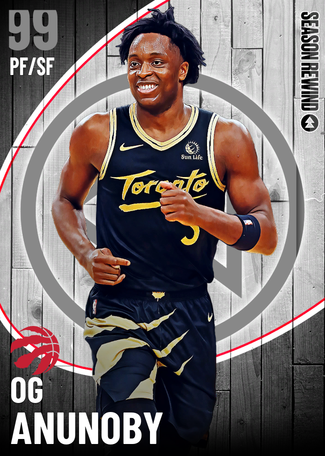 99
PF/SF
SEASON REWIND
Sun Life
Toronto
3
OG
ANUNOBY